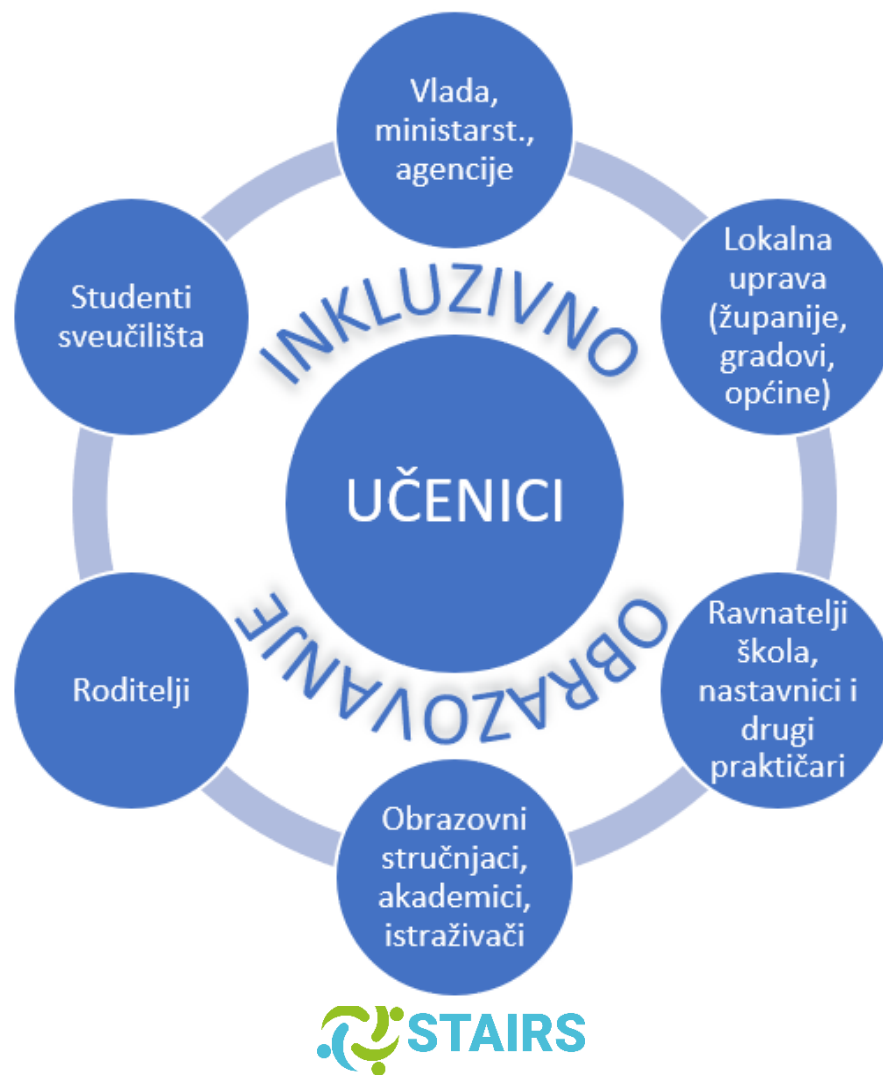 Vlada,
ministarst.,
agencije
Lokalna
uprava
(županije,
gradovi,
općine)
Ravnatelji
škola,
nastavnici i
drugi
praktičari
Obrazovni
stručnjaci,
akademici,
istraživači
Roditelji
Studenti
sveučilišta
INKLUZIVNO
UČENICI
OBRAZOVANJE
STAIRS